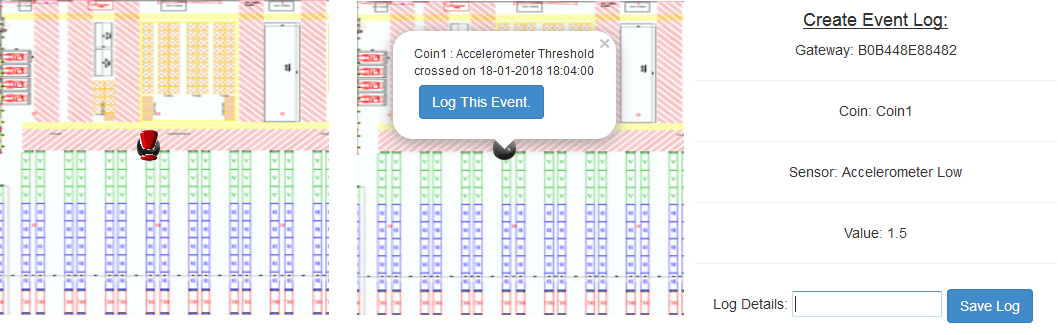 Coin1 : Accelerometer Threshold
crossed on 18-01-2018 18:04:00
×
Log This Event.
Create Event Log:
Gateway: B0B448E88482
Coin: Coin1
Sensor: Accelerometer Low
Value: 1.5
Log Details:
Save Log